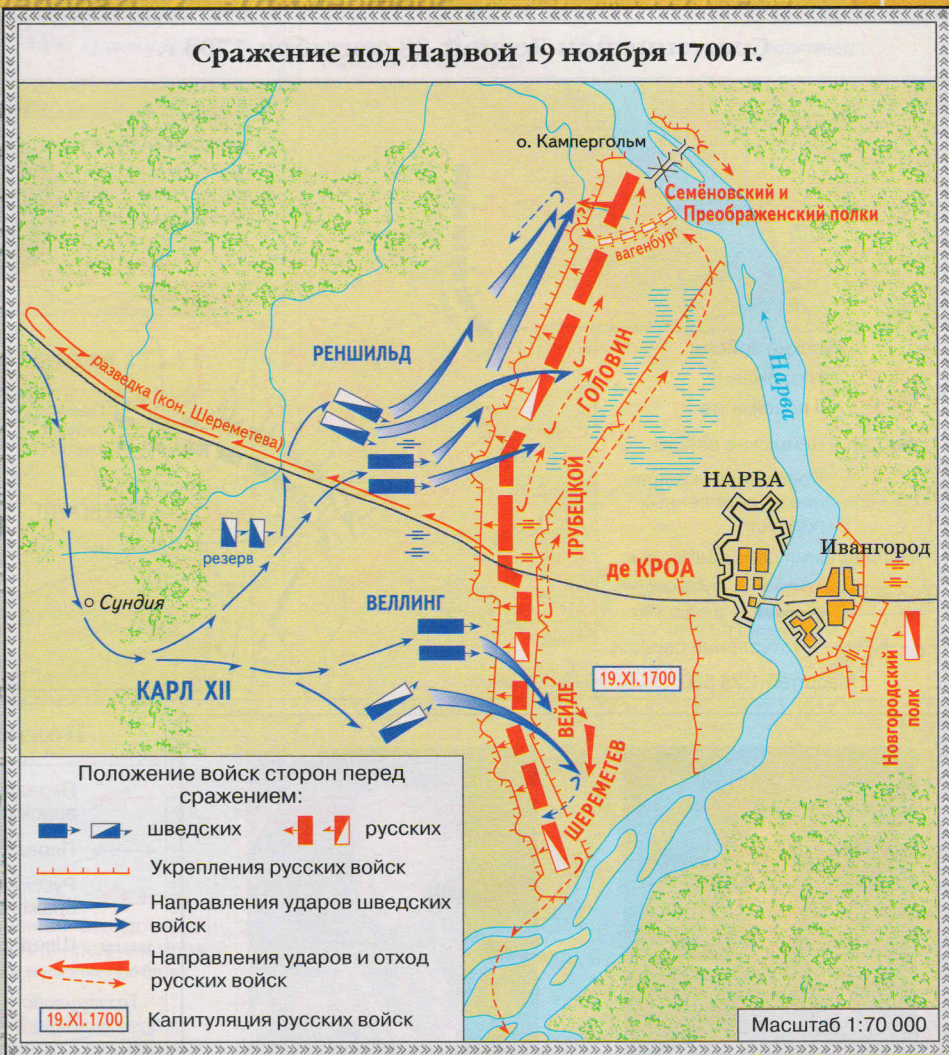 Сражение под Нарвой 19 ноября 1700 г.
о. Кампергольм
Семёновский и
Преображенский полки
вагенбург
РЕНШИЛЬД
ГОЛОВИН
Нарва
разведка (кон. Шереметева)
НАРВА
ТРУБЕЦКОЙ
Ивангород
резерв
де КРОА
Сундия
ВЕЛЛИНГ
КАРЛ XII
19.XI.1700
ВЕЙДЕ
Новгородский
полк
ШЕРЕМЕТЕВ
Положение войск сторон перед
сражением:
шведских
русских
Укрепления русских войск
Направления ударов шведских
войск
Направления ударов и отход
русских войск
19.XI.1700
Капитуляция русских войск
Масштаб 1:70 000